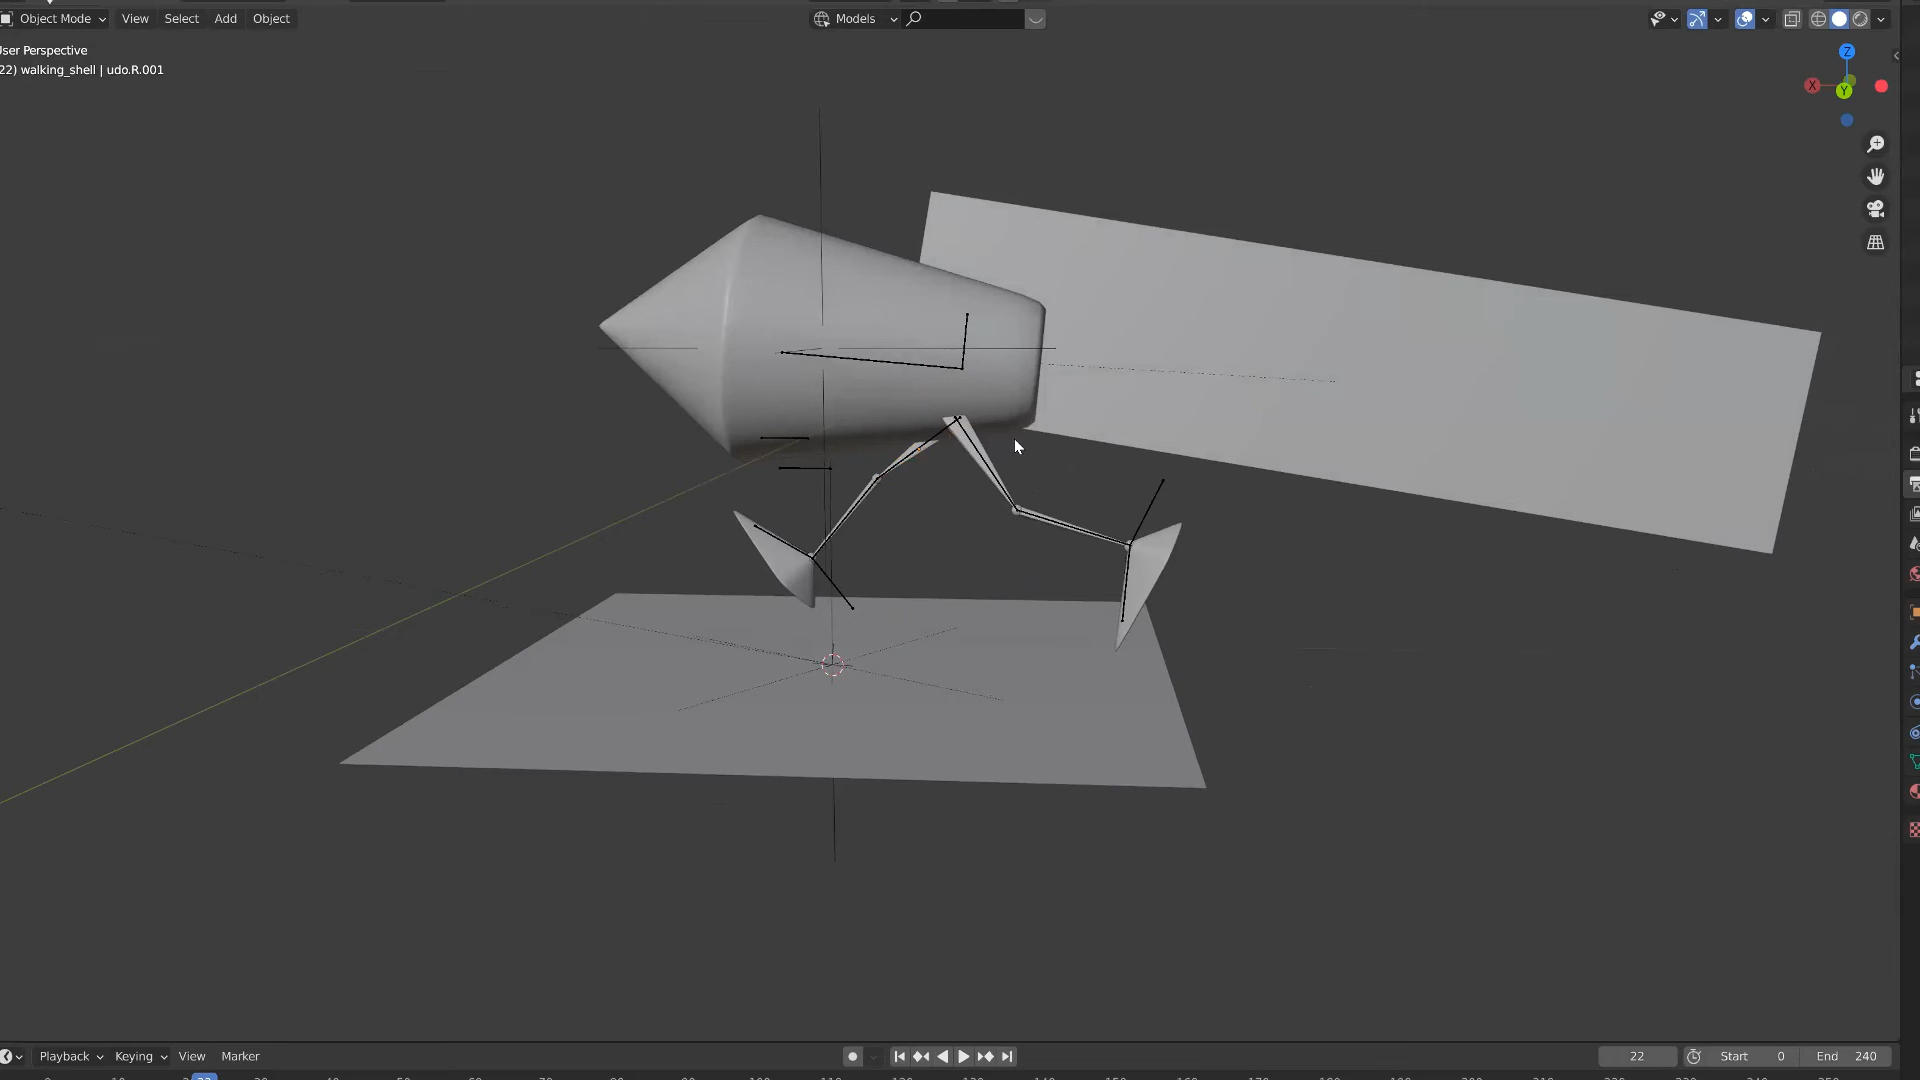 Object Mode View Select Add Object Models
User Perspective
22) walking_shell | udo.R.001
Z
X
Y
Playback Keying View Marker 22 Start 0 End 240